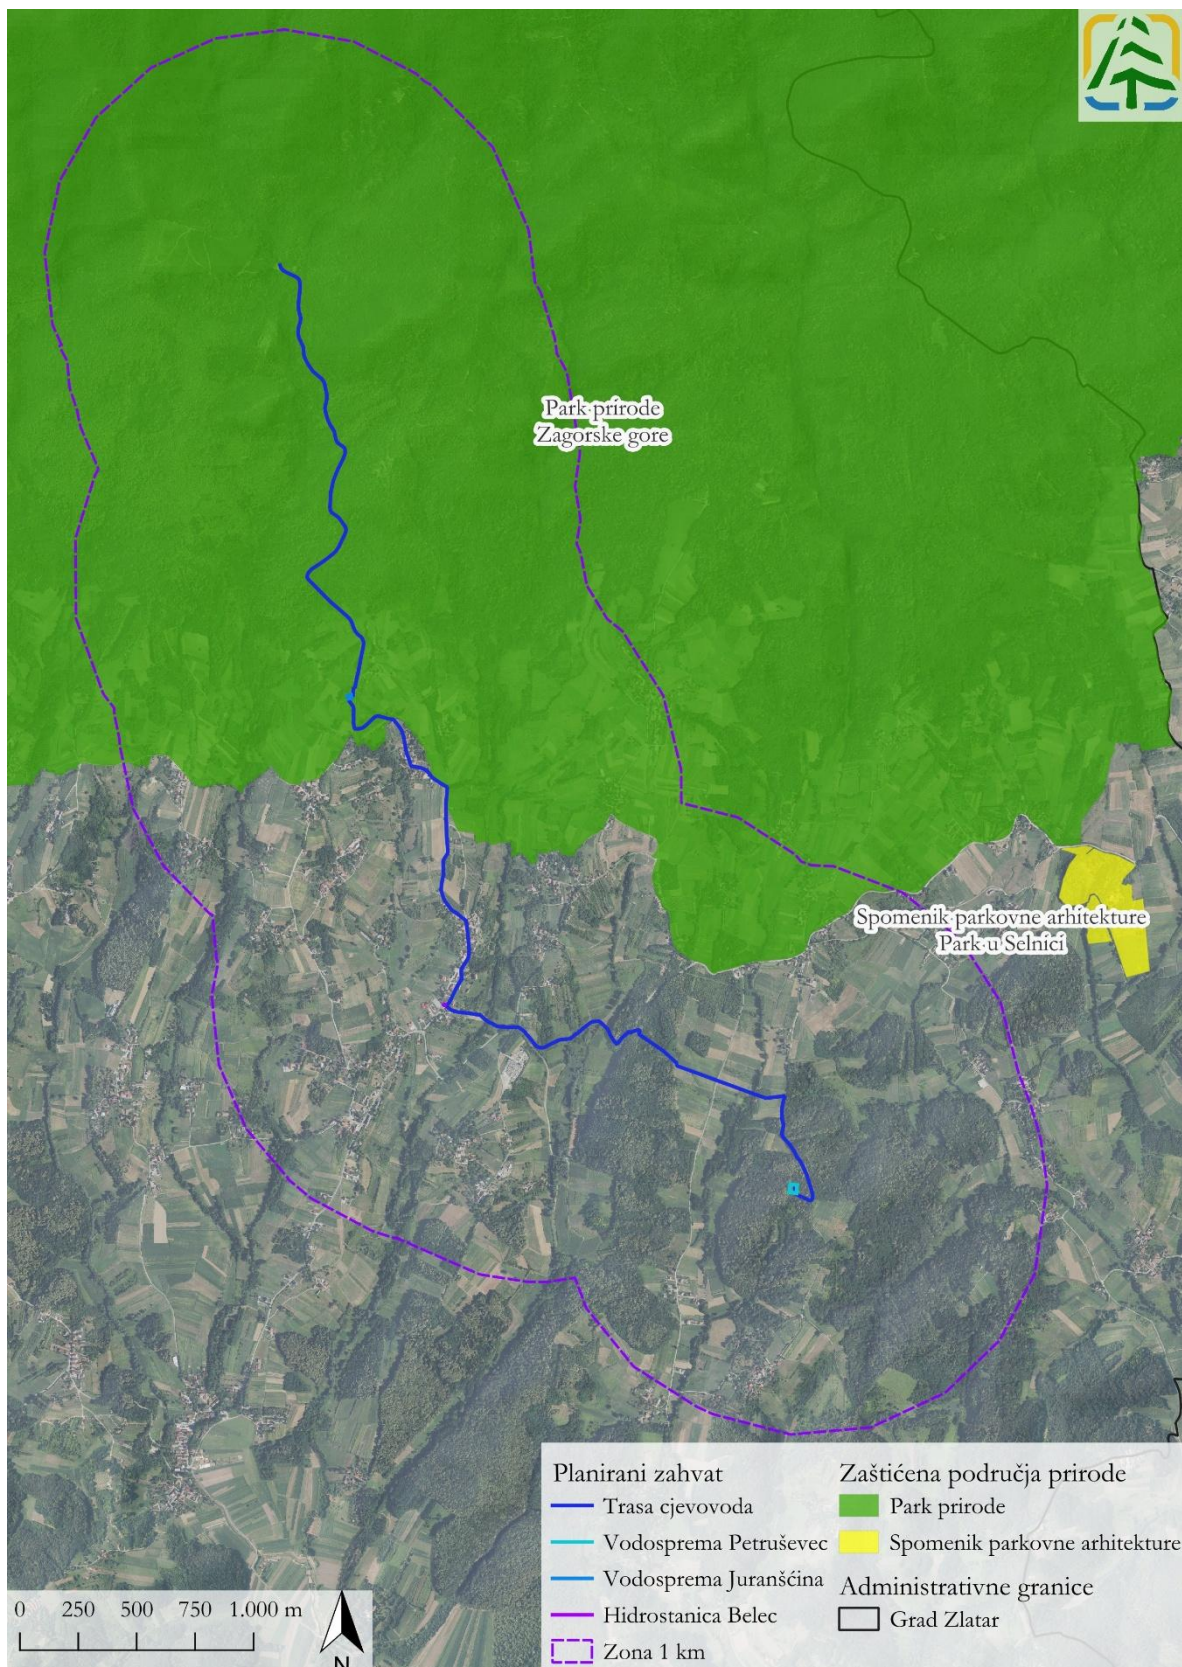 Park prirode
Zagorske gore
Spomenik parkovne arhitekture
Park u Selnici
Planirani zahvat
Trasa cjevovoda
Vodosprema Petruševec
Vodosprema Juranšćina
Hidrostanica Belec
Zona 1 km
Zaštićena područja prirode
Park prirode
Spomenik parkovne arhitekture
Administrativne granice
Grad Zlatar
0 250 500 750 1.000 m
N